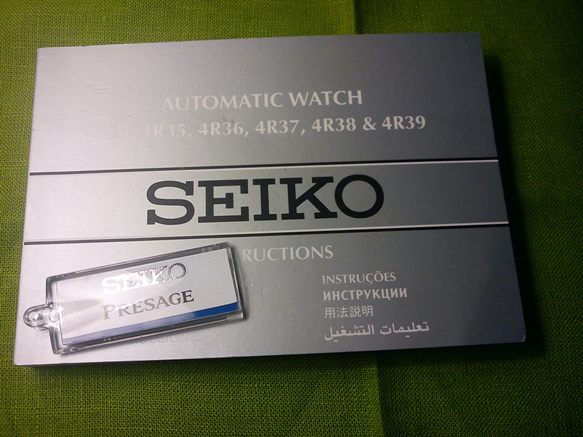 AUTOMATIC WATCH
4R35, 4R36, 4R37, 4R38 & 4R39
SEIKO
INSTRUÇÕES
ИНСТРУКЦИИ
用法説明
تعليمات التشغيل
SEIKO
PRESAGE